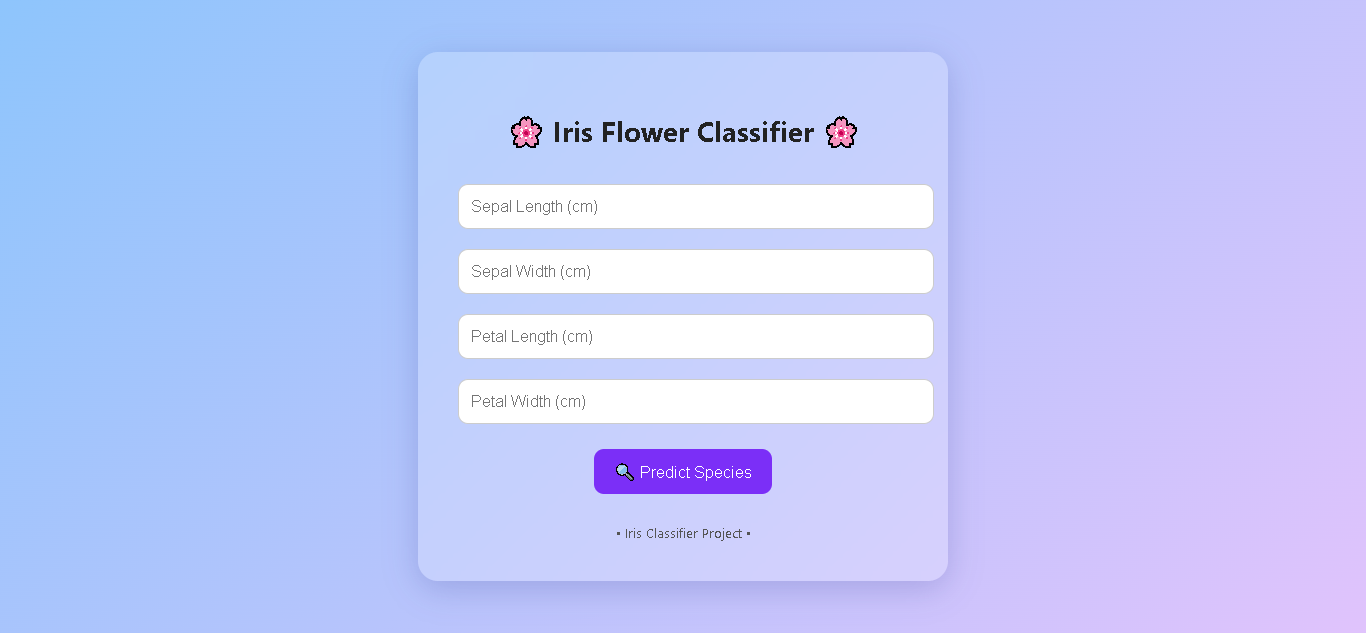 🌸 Iris Flower Classifier 🌸
Sepal Length (cm)
Sepal Width (cm)
Petal Length (cm)
Petal Width (cm)
🔍 Predict Species
• Iris Classifier Project •